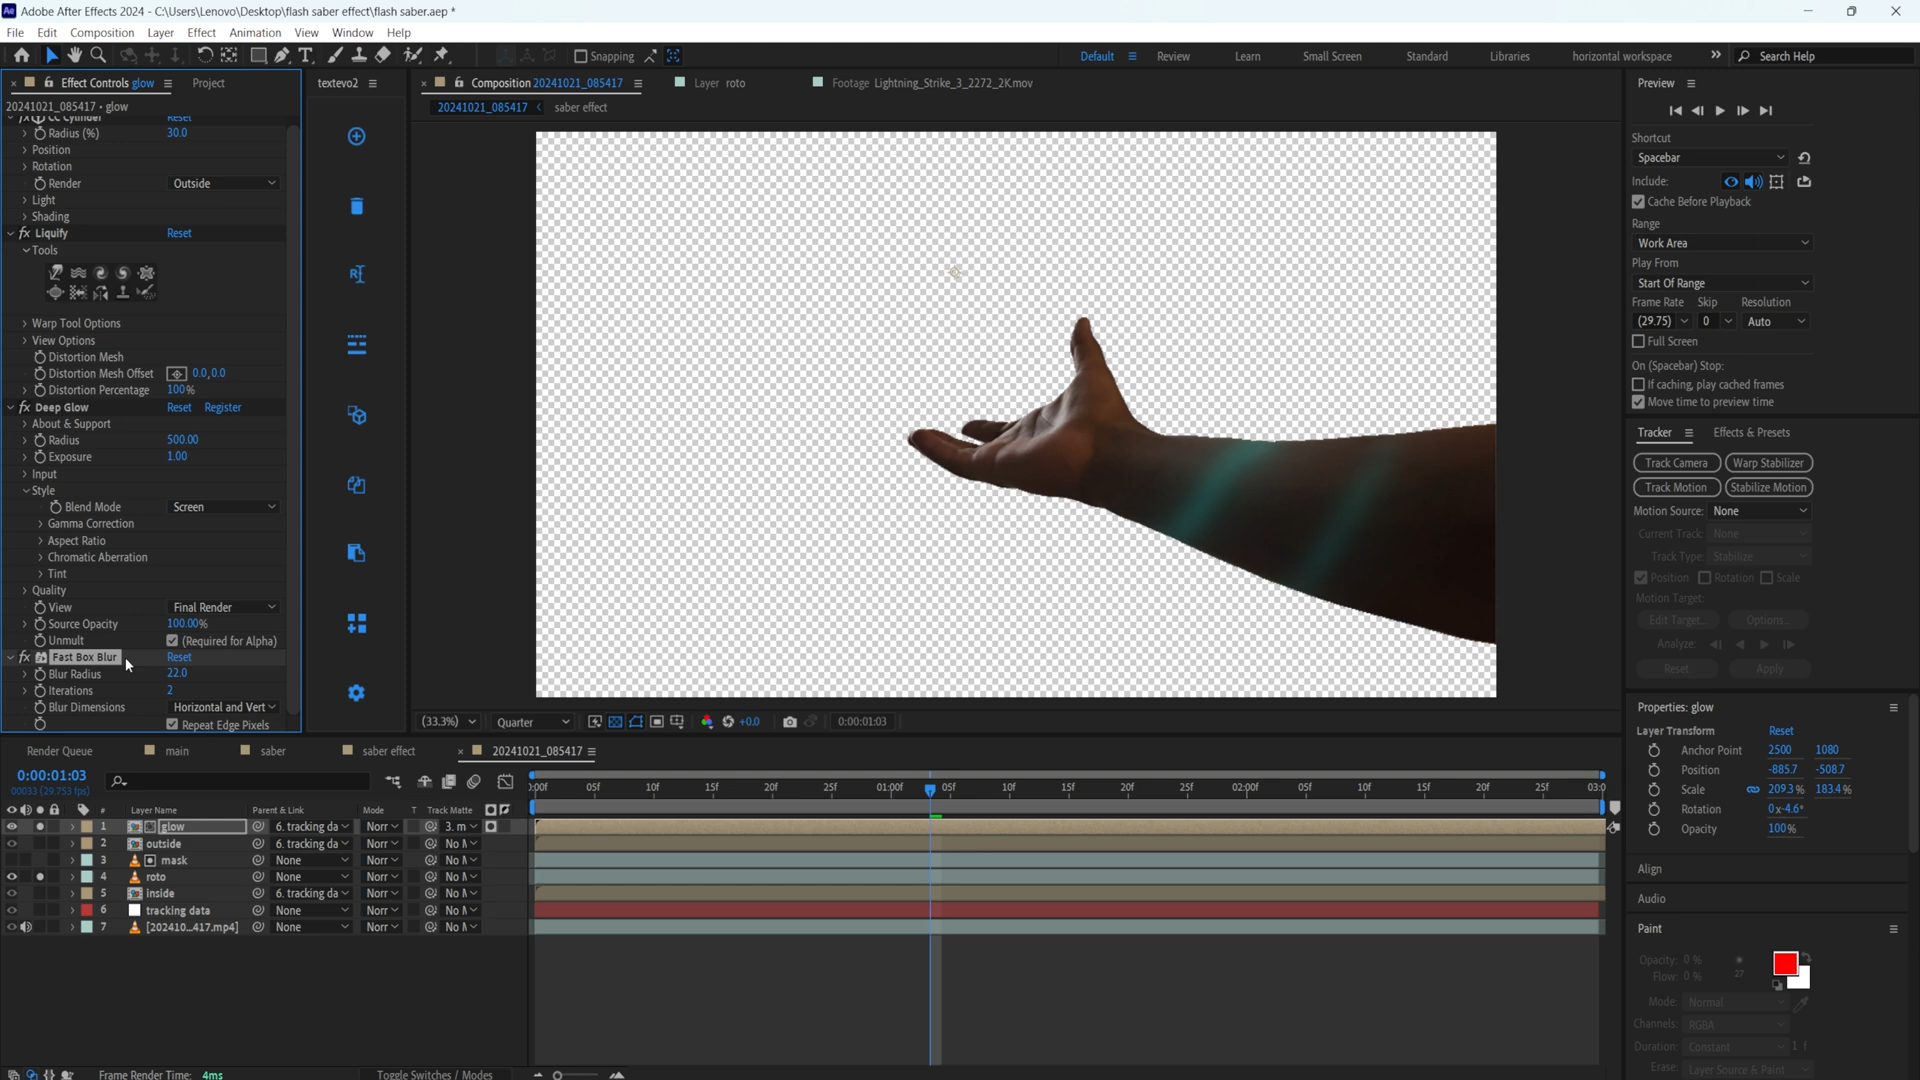 Adobe After Effects 2024 - C:\Users\Lenovo\Desktop\flash saber effect\flash saber.aep *
File Edit Composition Layer Effect Animation View Window Help
Snapping
Default Review Learn Small Screen Standard Libraries horizontal workspace Search Help
Effect Controls glow Project
20241021_085417 • glow
CC Cylinder Reset
Radius (%) 30.0
Position
Rotation
Render Outside
Light
Shading
Liquify Reset
Tools
Warp Tool Options
View Options
Distortion Mesh
Distortion Mesh Offset 0.0,0.0
Distortion Percentage 100%
Deep Glow Reset Register
About & Support
Radius 500.00
Exposure 1.00
Input
Style
Blend Mode Screen
Gamma Correction
Aspect Ratio
Chromatic Aberration
Tint
Quality
View Final Render
Source Opacity 100.00%
Unmult (Required for Alpha)
Fast Box Blur Reset
Blur Radius 22.0
Iterations 2
Blur Dimensions Horizontal and Vert
Repeat Edge Pixels
textevo2
Composition 20241021_085417 Layer roto Footage Lightning_Strike_3_2272_2K.mov
20241021_085417 saber effect
(33.3%) Quarter +0.0 0:00:01:03
Preview
Shortcut
Spacebar
Include:
Cache Before Playback
Range
Work Area
Play From
Start Of Range
Frame Rate Skip Resolution
(29.75) 0 Auto
Full Screen
On (Spacebar) Stop:
If caching, play cached frames
Move time to preview time
Tracker Effects & Presets
Track Camera Warp Stabilizer
Track Motion Stabilize Motion
Motion Source: None
Current Track: None
Track Type: Stabilize
Position Rotation Scale
Motion Target:
Edit Target... Options...
Analyze:
Reset Apply
Properties: glow
Layer Transform Reset
Anchor Point 2500 1080
Position -885.7 -508.7
Scale 209.3% 183.4%
Rotation 0x-4.6°
Opacity 100%
Align
Audio
Paint
Opacity: 0 %
Flow: 0 % 27
Mode: Normal
Channels: RGBA
Duration: Constant 1 f
Erase: Layer Source & Paint
Render Queue main saber saber effect 20241021_085417
0:00:01:03
00033 (29.753 fps)
:00f 05f 10f 15f 20f 25f 01:00f 05f 10f 15f 20f 25f 02:00f 05f 10f 15f 20f 25f 03:0
# Layer Name Parent & Link Mode T Track Matte
1 glow 6. tracking da Norr 3. m
2 outside 6. tracking da Norr No M
3 mask None Norr No M
4 roto None Norr No M
5 inside 6. tracking da Norr No M
6 tracking data None Norr No M
7 [202410...417.mp4] None Norr No M
Frame Render Time: 4ms Toggle Switches / Modes